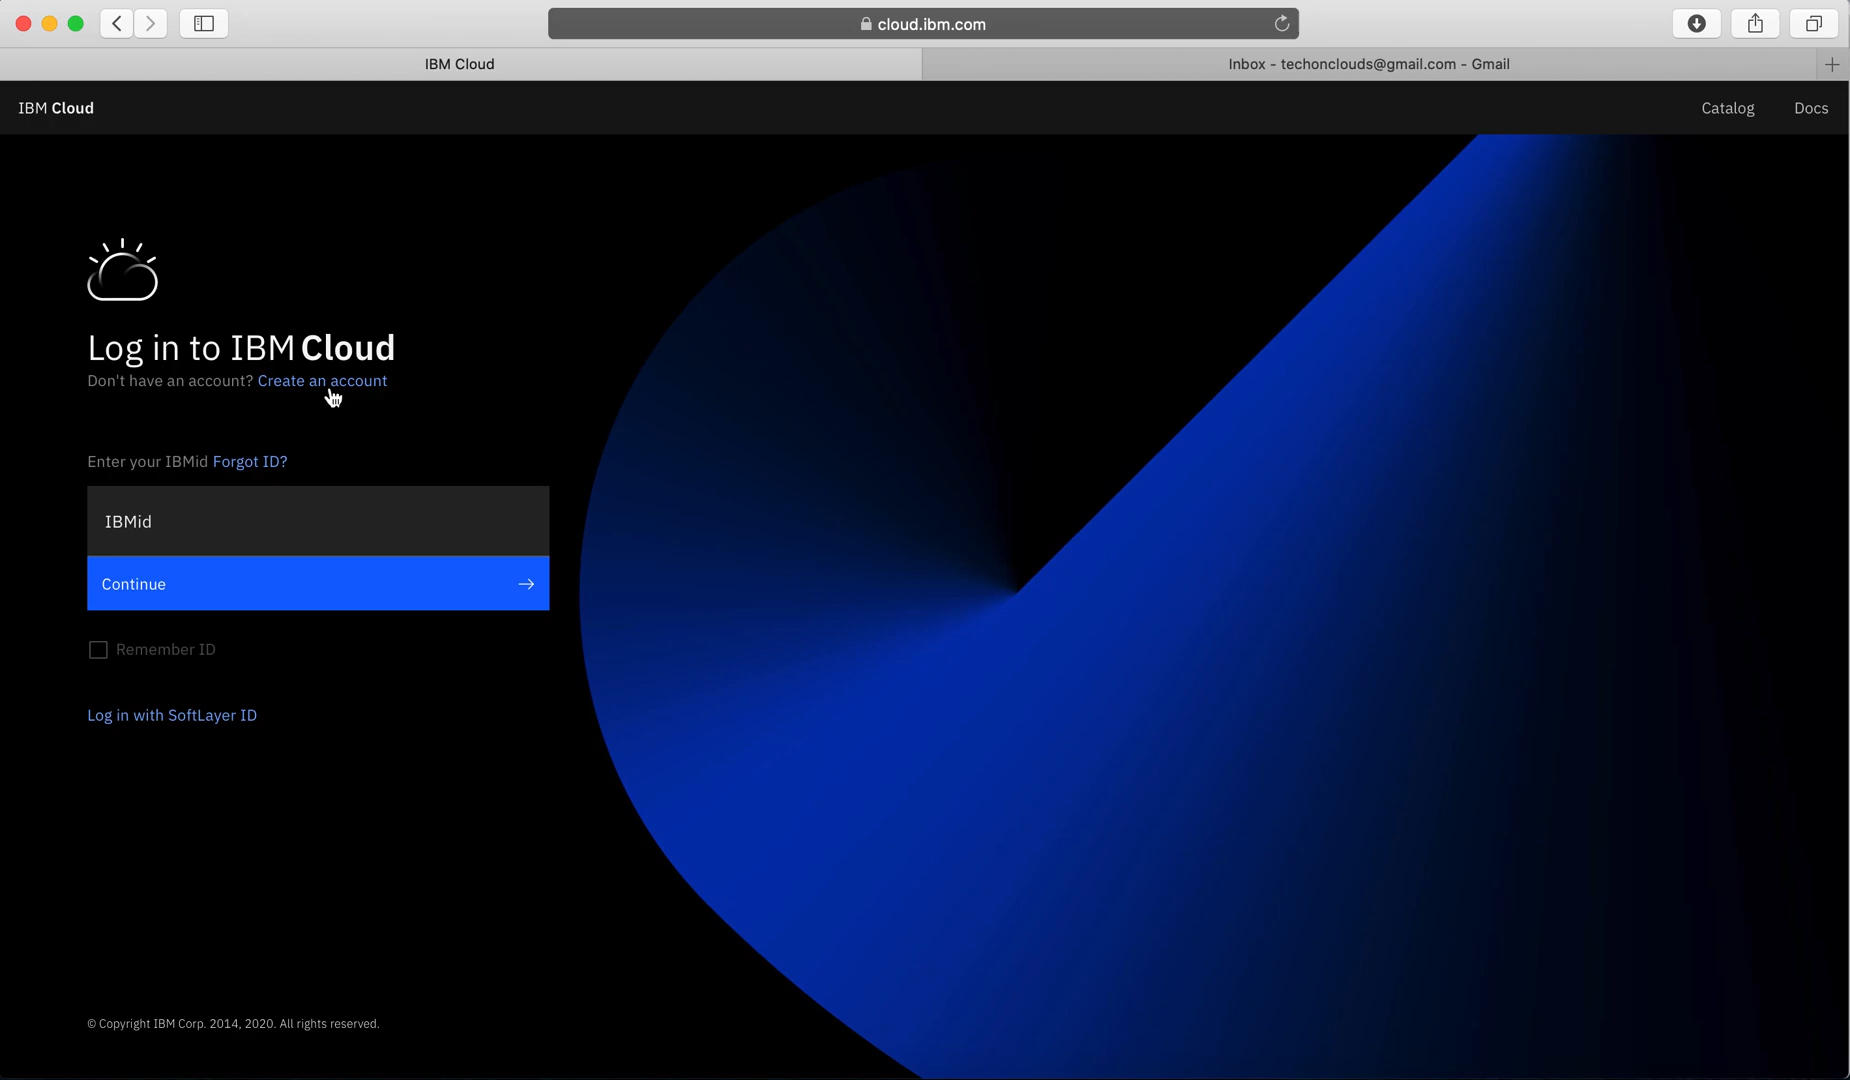 cloud.ibm.com
IBM Cloud
Inbox - techonclouds@gmail.com - Gmail
IBM Cloud
Catalog
Docs
Log in to IBM Cloud
Don't have an account? Create an account
Enter your IBMid Forgot ID?
IBMid
Continue
Remember ID
Log in with SoftLayer ID
© Copyright IBM Corp. 2014, 2020. All rights reserved.